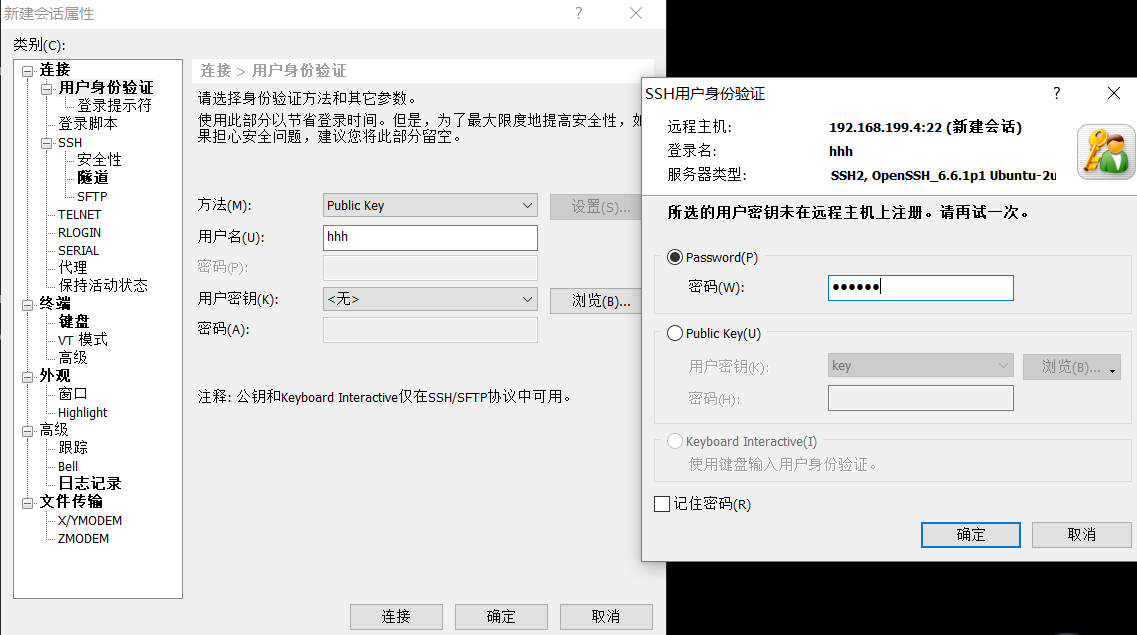 新建会话属性
?
类别(C):
连接
用户身份验证
登录提示符
登录脚本
SSH
安全性
隧道
SFTP
TELNET
RLOGIN
SERIAL
代理
保持活动状态
终端
键盘
VT 模式
高级
外观
窗口
Highlight
高级
跟踪
Bell
日志记录
文件传输
X/YMODEM
ZMODEM
连接 > 用户身份验证
请选择身份验证方法和其它参数。
使用此部分以节省登录时间。但是，为了最大限度地提高安全性，如
果担心安全问题，建议您将此部分留空。
方法(M):
Public Key
设置(S)...
用户名(U):
hhh
密码(P):
用户密钥(K):
<无>
浏览(B)...
密码(A):
注释: 公钥和Keyboard Interactive仅在SSH/SFTP协议中可用。
连接
确定
取消
SSH用户身份验证
?
远程主机:
192.168.199.4:22 (新建会话)
登录名:
hhh
服务器类型:
SSH2, OpenSSH_6.6.1p1 Ubuntu-2u
所选的用户密钥未在远程主机上注册。请再试一次。
Password(P)
密码(W):
●●●●●●
Public Key(U)
用户密钥(K):
key
浏览(B)...
密码(H):
Keyboard Interactive(I)
使用键盘输入用户身份验证。
记住密码(R)
确定
取消